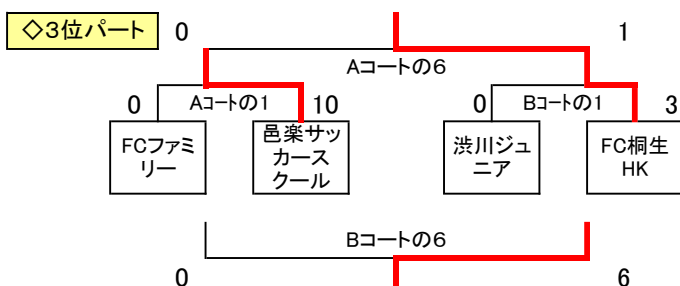 ◇３位パート
0
1
Aコートの６
0
Aコートの1
10
0
Bコートの1
3
FCファミ
リー
邑楽サッ
カース
クール
渋川ジュ
ニア
FC桐生
HK
Bコートの６
0
6